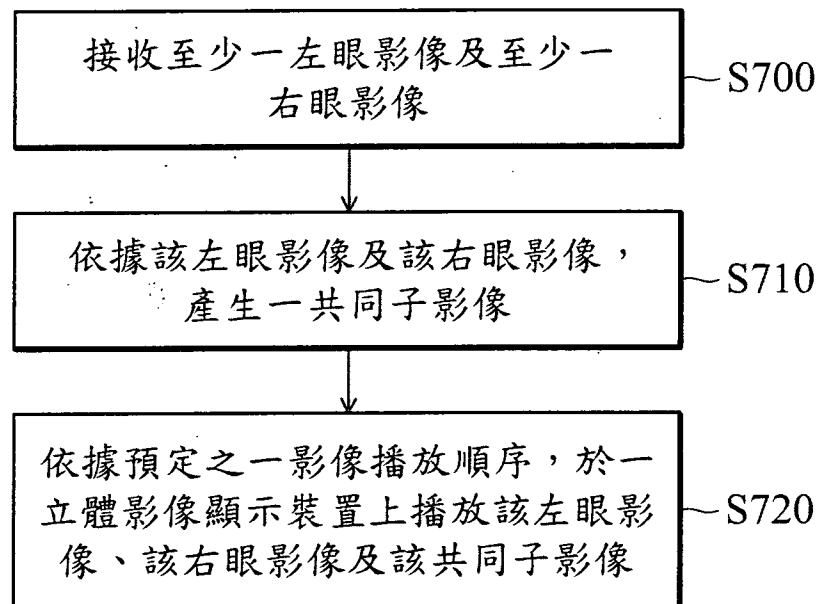 接收至少一左眼影像及至少一
右眼影像
S700
依據該左眼影像及該右眼影像，
產生一共同子影像
S710
依據預定之一影像播放順序，於一
立體影像顯示裝置上播放該左眼影
像、該右眼影像及該共同子影像
S720